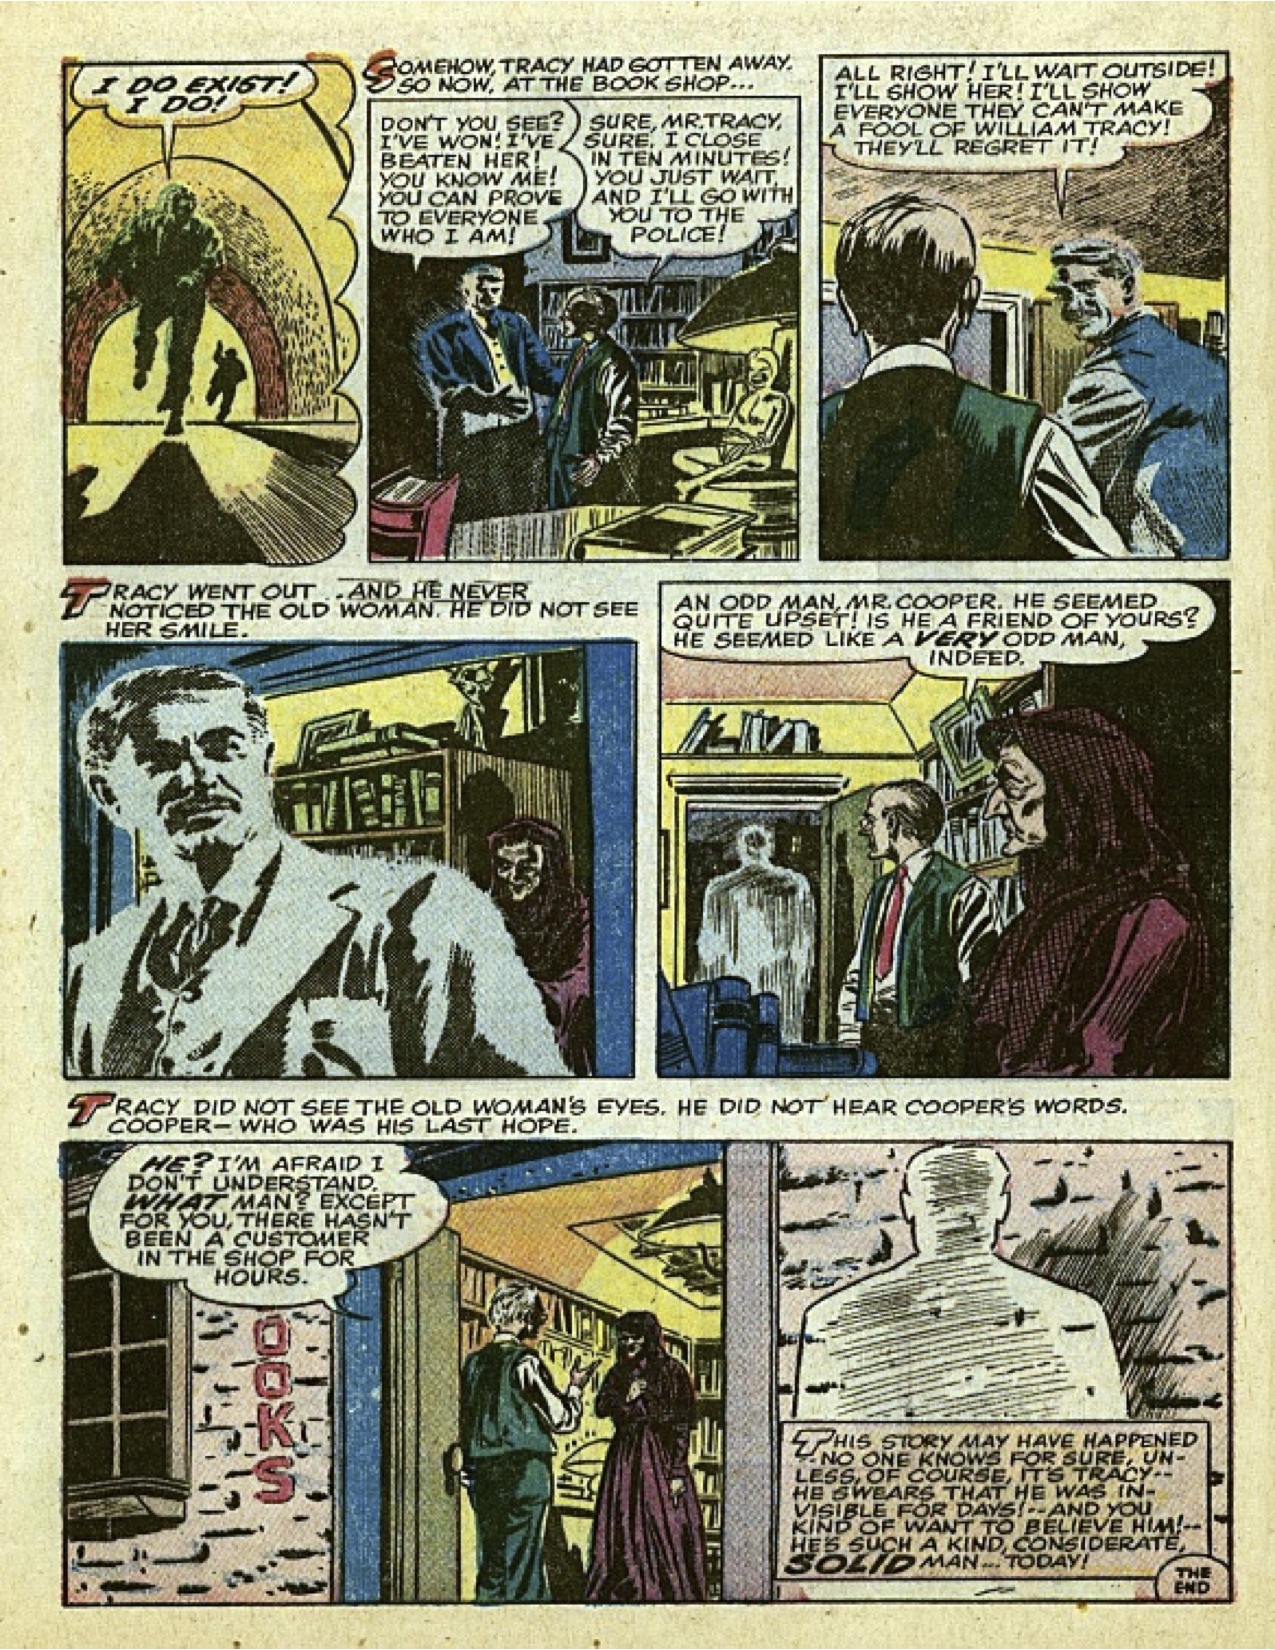 I DO EXIST!
I DO!
SOMEHOW, TRACY HAD GOTTEN AWAY.
SO NOW, AT THE BOOK SHOP...
DON'T YOU SEE?
I'VE WON! I'VE
BEATEN HER!
YOU KNOW ME!
YOU CAN PROVE
TO EVERYONE
WHO I AM!
SURE, MR. TRACY,
SURE. I CLOSE
IN TEN MINUTES!
YOU JUST WAIT,
AND I'LL GO WITH
YOU TO THE
POLICE!
ALL RIGHT! I'LL WAIT OUTSIDE!
I'LL SHOW HER! I'LL SHOW
EVERYONE THEY CAN'T MAKE
A FOOL OF WILLIAM TRACY!
THEY'LL REGRET IT!
TRACY WENT OUT ...AND HE NEVER
NOTICED THE OLD WOMAN. HE DID NOT SEE
HER SMILE.
AN ODD MAN, MR. COOPER. HE SEEMED
QUITE UPSET! IS HE A FRIEND OF YOURS?
HE SEEMED LIKE A VERY ODD MAN,
INDEED.
TRACY DID NOT SEE THE OLD WOMAN'S EYES. HE DID NOT HEAR COOPER'S WORDS.
COOPER—WHO WAS HIS LAST HOPE.
HE? I'M AFRAID I
DON'T UNDERSTAND.
WHAT MAN? EXCEPT
FOR YOU, THERE HASN'T
BEEN A CUSTOMER
IN THE SHOP FOR
HOURS.
OOKS
THIS STORY MAY HAVE HAPPENED
--NO ONE KNOWS FOR SURE, UN-
LESS, OF COURSE, IT'S TRACY--
HE SWEARS THAT HE WAS IN-
VISIBLE FOR DAYS!--AND YOU
KIND OF WANT TO BELIEVE HIM!--
HE'S SUCH A KIND, CONSIDERATE,
SOLID MAN... TODAY!
THE
END